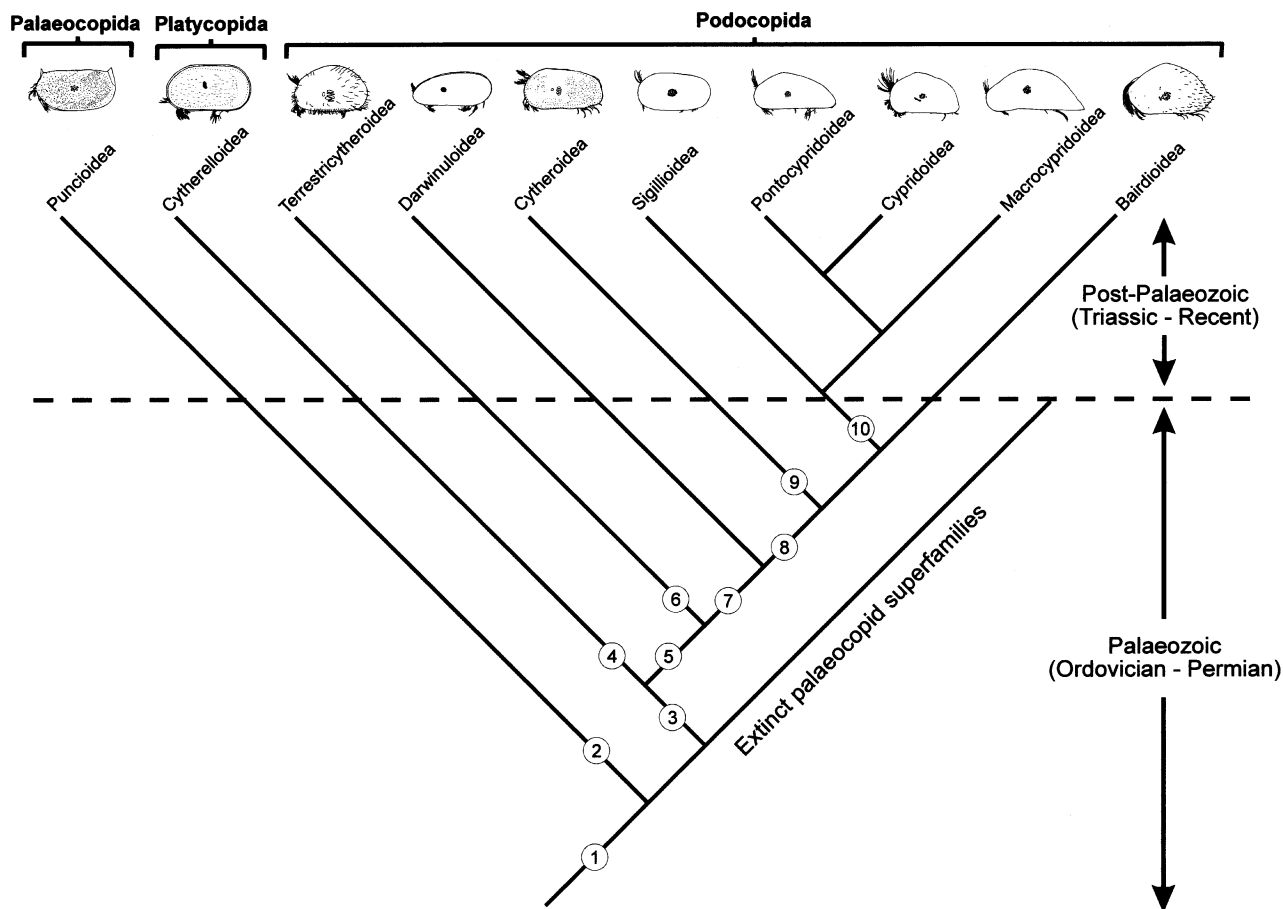 Palaeocopida
Platycopida
Podocopida
Puncioidea
Cytherelloidea
Terrestricytheroidea
Darwinuloidea
Cytheroidea
Sigillioidea
Pontocypridoidea
Cypridoidea
Macrocypridoidea
Bairdioidea
Post-Palaeozoic
(Triassic - Recent)
10
9
8
7
6
5
4
3
2
1
Extinct palaeocopid superfamilies
Palaeozoic
(Ordovician - Permian)